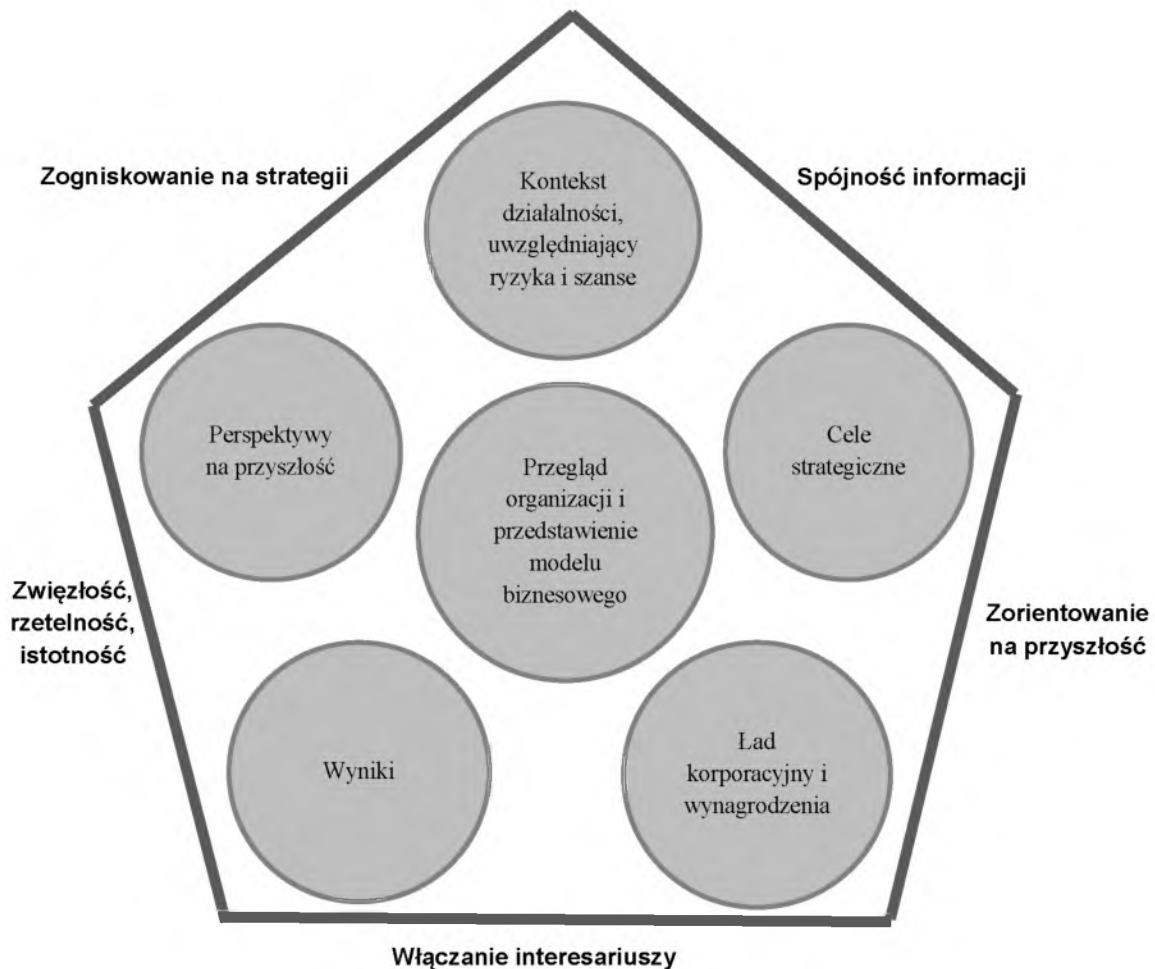 Zogniskowanie na strategii
Spójność informacji
Kontekst
działalności,
uwzględniający
ryzyka i szanse
Perspektywy
na przyszłość
Przegląd
organizacji i
przedstawienie
modelu
biznesowego
Cele
strategiczne
Zwięzłość,
rzetelność,
istotność
Zorientowanie
na przyszłość
Wyniki
Ład
korporacyjny i
wynagrodzenia
Włączanie interesariuszy